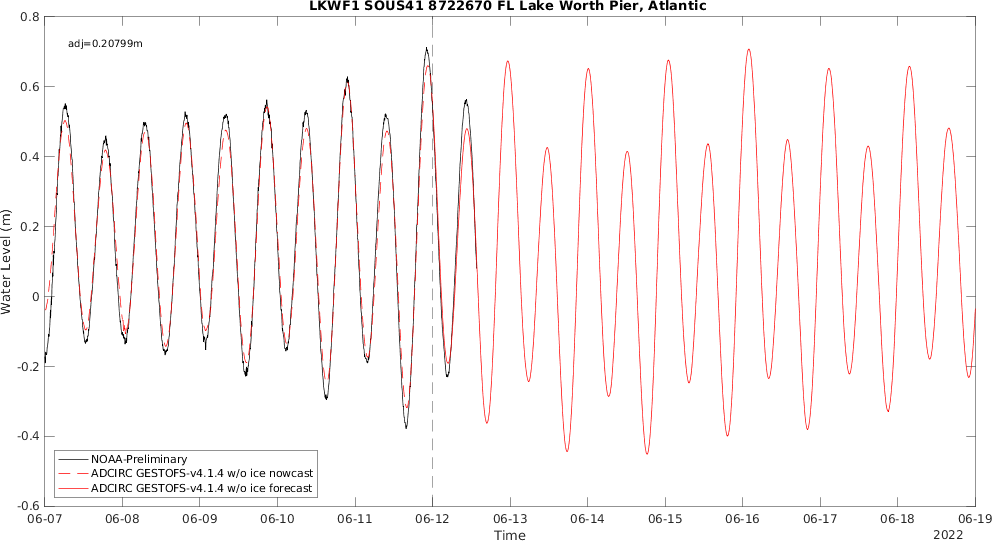 LKWF1 SOUS41 8722670 FL Lake Worth Pier, Atlantic
adj=0.20799m
0.8
0.6
0.4
0.2
0
-0.2
-0.4
-0.6
Water Level (m)
NOAA-Preliminary
ADCIRC GESTOFS-v4.1.4 w/o ice nowcast
ADCIRC GESTOFS-v4.1.4 w/o ice forecast
06-07 06-08 06-09 06-10 06-11 06-12 06-13 06-14 06-15 06-16 06-17 06-18 06-19
Time
2022